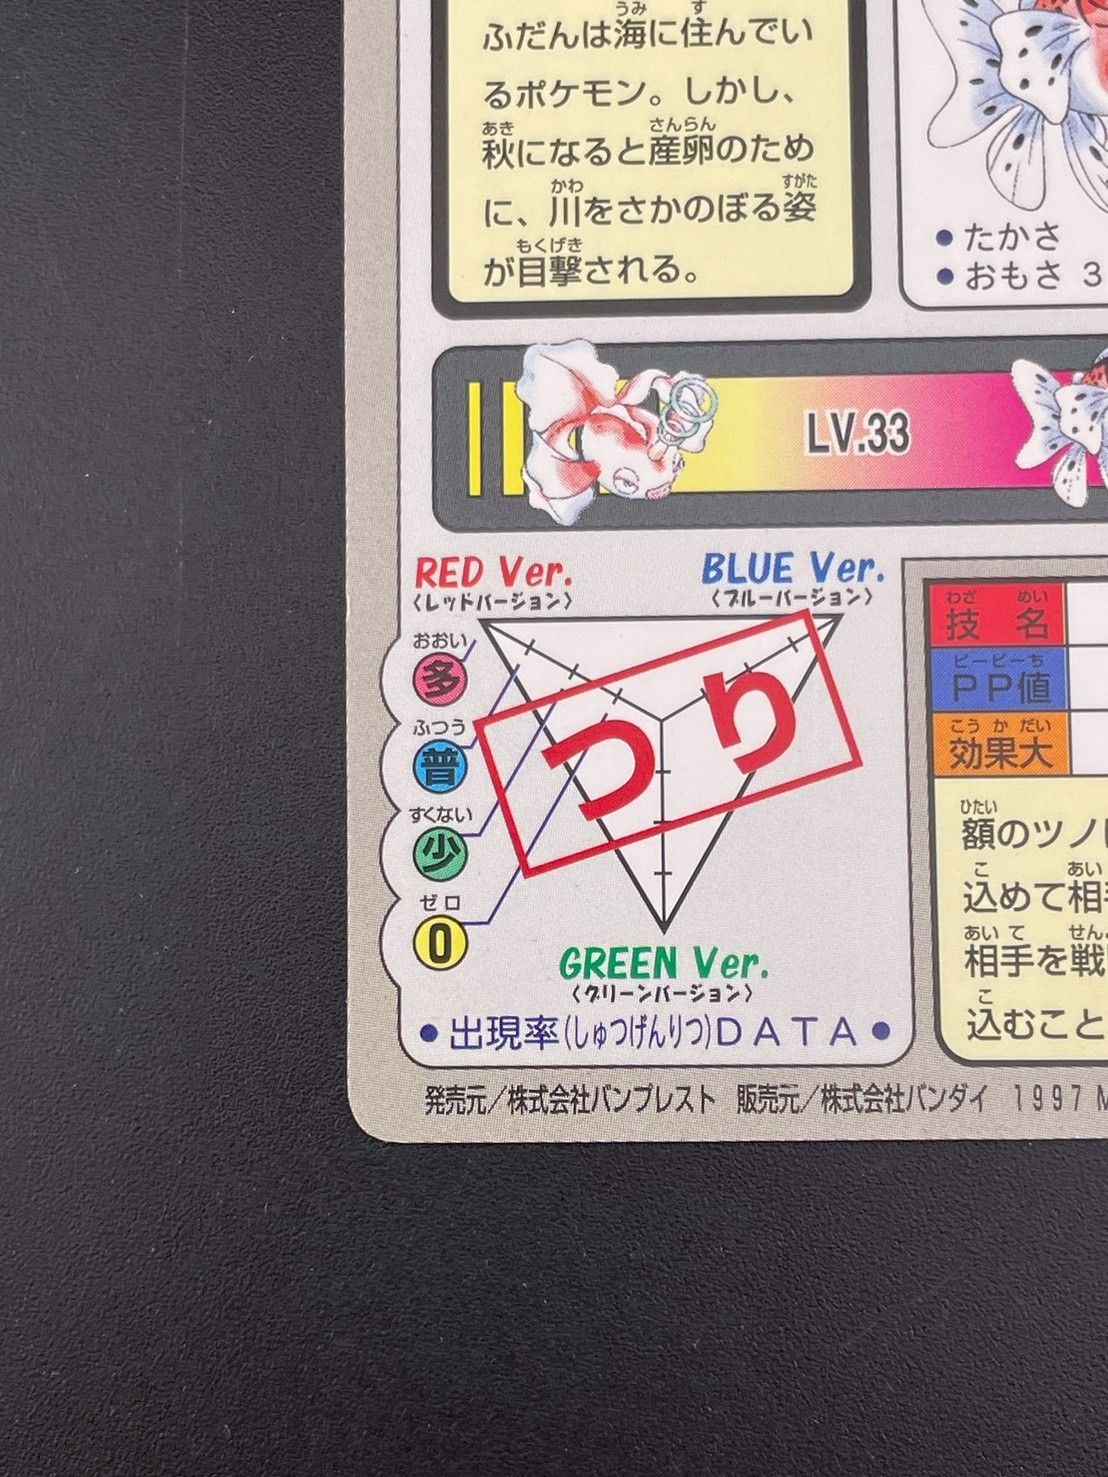 ふだんは海に住んでい
るポケモン。しかし、
秋になると産卵のため
に、川をさかのぼる姿
が目撃される。
たかさ
おもさ 3
LV.33
RED Ver.
〈レッドバージョン〉
BLUE Ver.
〈ブルーバージョン〉
おおい
多
ふつう
普
すくない
少
ゼロ
0
つり
GREEN Ver.
〈グリーンバージョン〉
●出現率(しゅつげんりつ)DATA●
技名
PP値
効果大
額のツノ
込めて相
相手を戦
込むこと
発売元／株式会社バンプレスト 販売元／株式会社バンダイ 1997 M